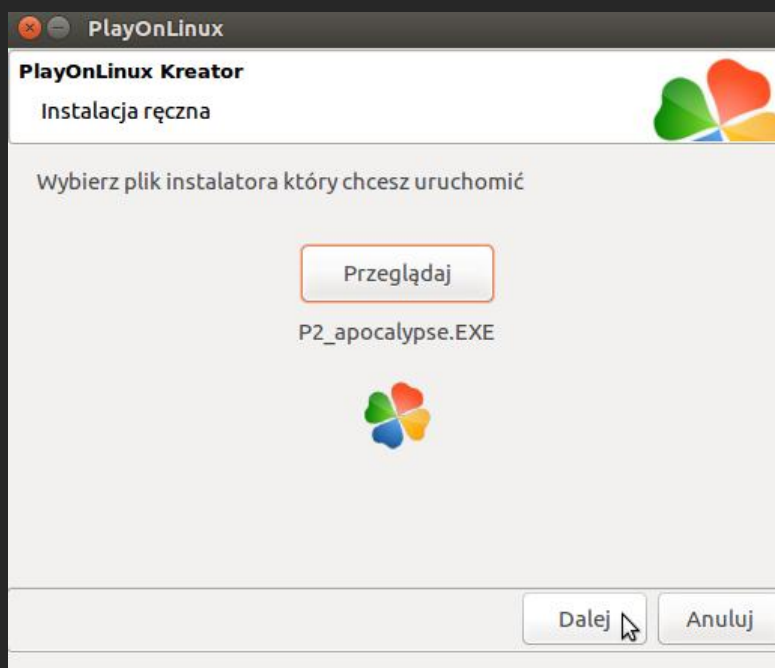 PlayOnLinux
PlayOnLinux Kreator
Instalacja ręczna
Wybierz plik instalatora który chcesz uruchomić
Przeglądaj
P2_apocalypse.EXE
Dalej
Anuluj